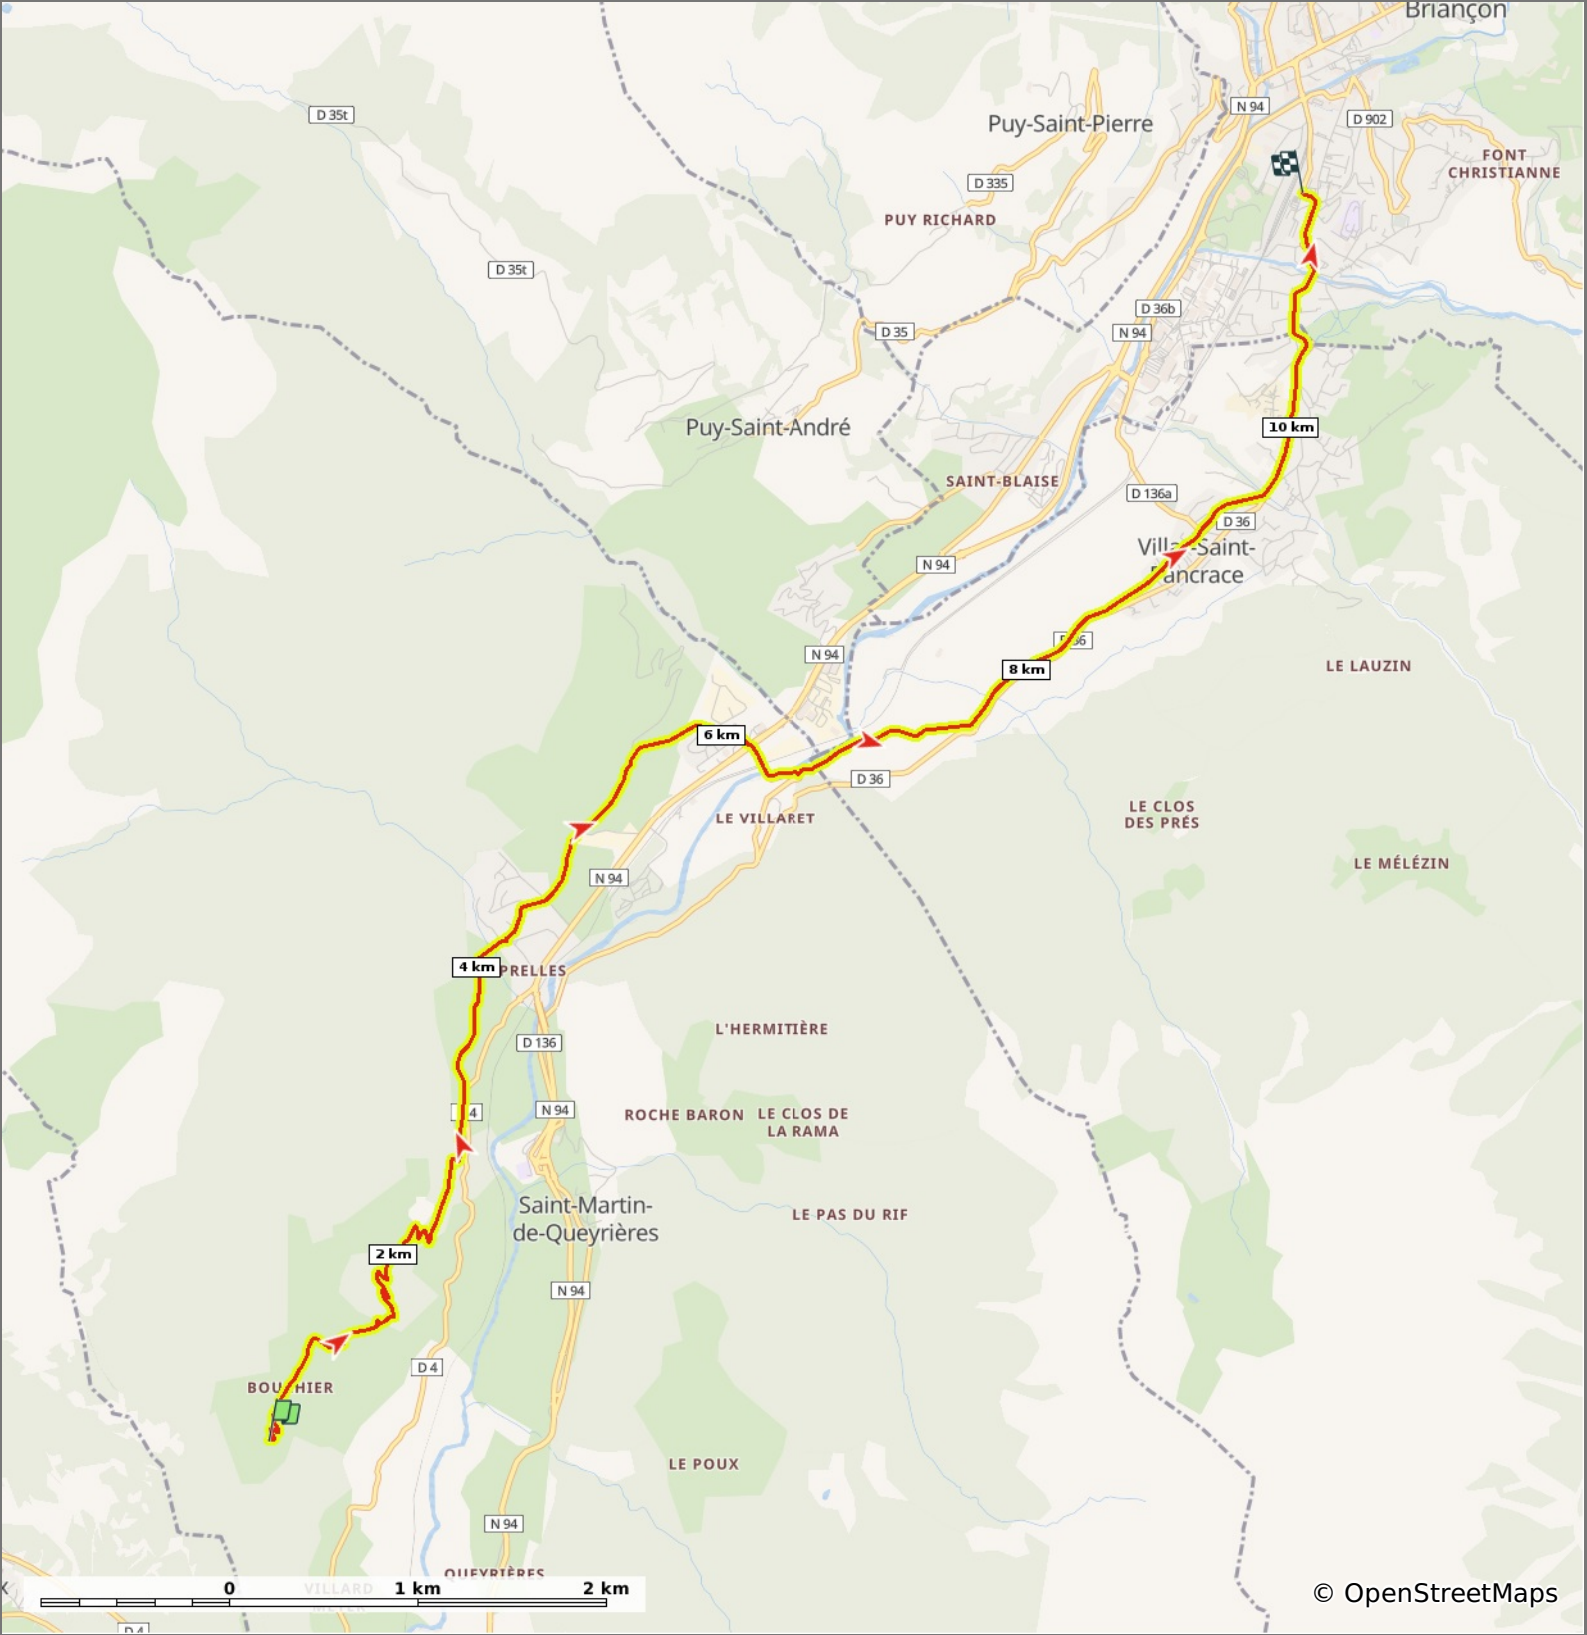 Briançon
D 35t
Puy-Saint-Pierre
N 94
D 902
FONT
CHRISTIANNE
D 335
PUY RICHARD
D 35t
D 36b
D 35
N 94
Puy-Saint-André
10 km
SAINT-BLAISE
D 136a
D 36
N 94
N 94
8 km
LE LAUZIN
6 km
D 36
LE VILLARET
LE CLOS
DES PRÉS
LE MÉLÉZIN
N 94
4 km
PRELLES
L'HERMITIÈRE
D 136
N 94
ROCHE BARON
LE CLOS DE
LA RAMA
Saint-Martin-
de-Queyrières
LE PAS DU RIF
2 km
N 94
D 4
LE POUX
N 94
QUEYRIÈRES
VILLARD
0 1 km 2 km
© OpenStreetMaps
D 4